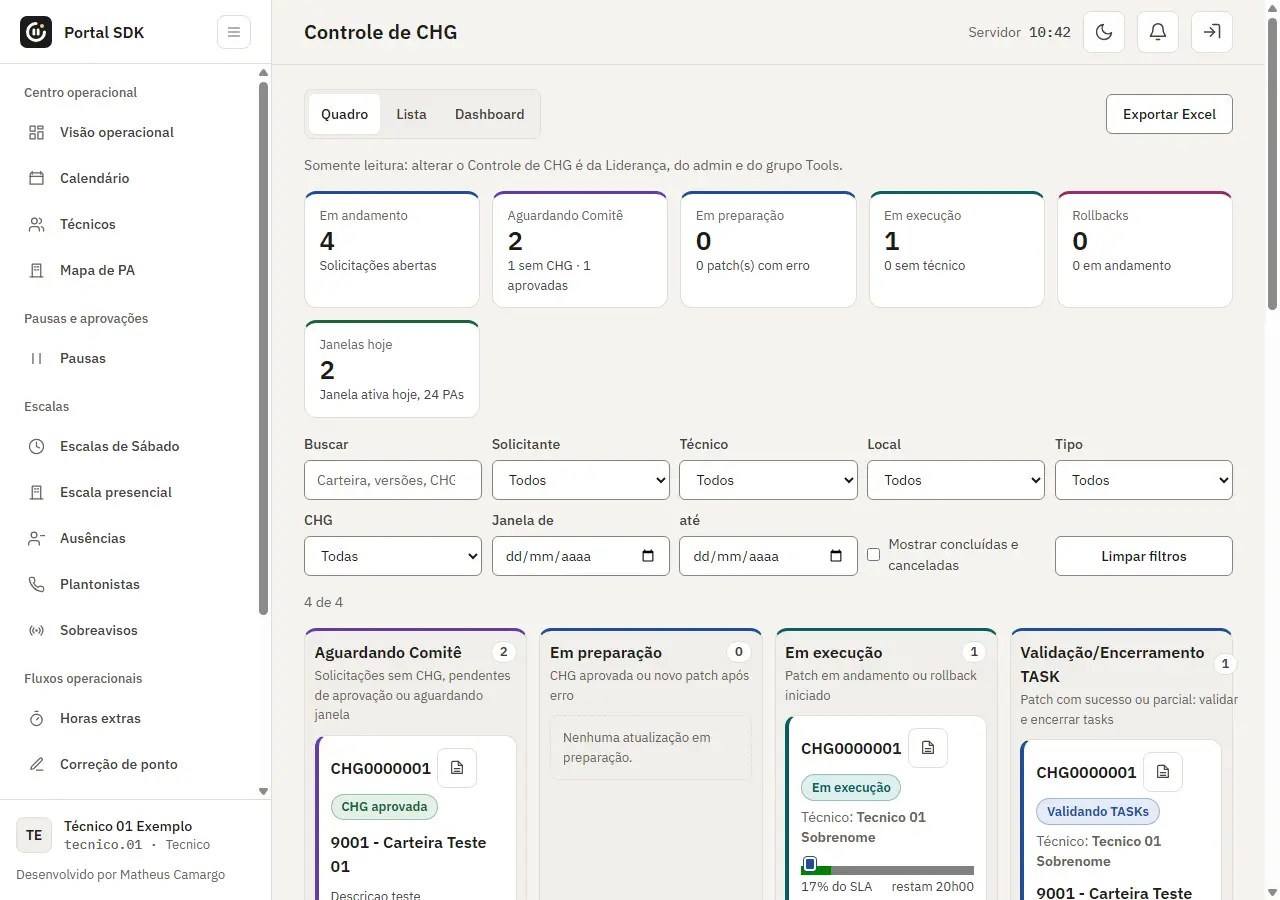 Portal SDK
Controle de CHG
Servidor 10:42
Centro operacional
Visão operacional
Calendário
Técnicos
Mapa de PA
Pausas e aprovações
Pausas
Escalas
Escalas de Sábado
Escala presencial
Ausências
Plantonistas
Sobreavisos
Fluxos operacionais
Horas extras
Correção de ponto
TE
Técnico 01 Exemplo
tecnico.01 · Técnico
Desenvolvido por Matheus Camargo
Quadro Lista Dashboard
Exportar Excel
Somente leitura: alterar o Controle de CHG é da Liderança, do admin e do grupo Tools.
Em andamento
4
Solicitações abertas
Aguardando Comitê
2
1 sem CHG · 1
aprovadas
Em preparação
0
0 patch(s) com erro
Em execução
1
0 sem técnico
Rollbacks
0
0 em andamento
Janelas hoje
2
Janela ativa hoje, 24 PAs
Buscar
Carteira, versões, CHG
Solicitante
Todos
Técnico
Todos
Local
Todos
Tipo
Todos
CHG
Todas
Janela de
dd/mm/aaaa
até
dd/mm/aaaa
Mostrar concluídas e
canceladas
Limpar filtros
4 de 4
Aguardando Comitê 2
Solicitações sem CHG, pendentes
de aprovação ou aguardando
janela
CHG0000001
CHG aprovada
9001 - Carteira Teste
01
Descricao teste
Em preparação 0
CHG aprovada ou novo patch após
erro
Nenhuma atualização em
preparação.
Em execução 1
Patch em andamento ou rollback
iniciado
CHG0000001
Em execução
Técnico: Tecnico 01
Sobrenome
17% do SLA restam 20h00
Validação/Encerramento
TASK 1
Patch com sucesso ou parcial: validar
e encerrar tasks
CHG0000001
Validando TASKs
Técnico: Tecnico 01
Sobrenome
9001 - Carteira Teste